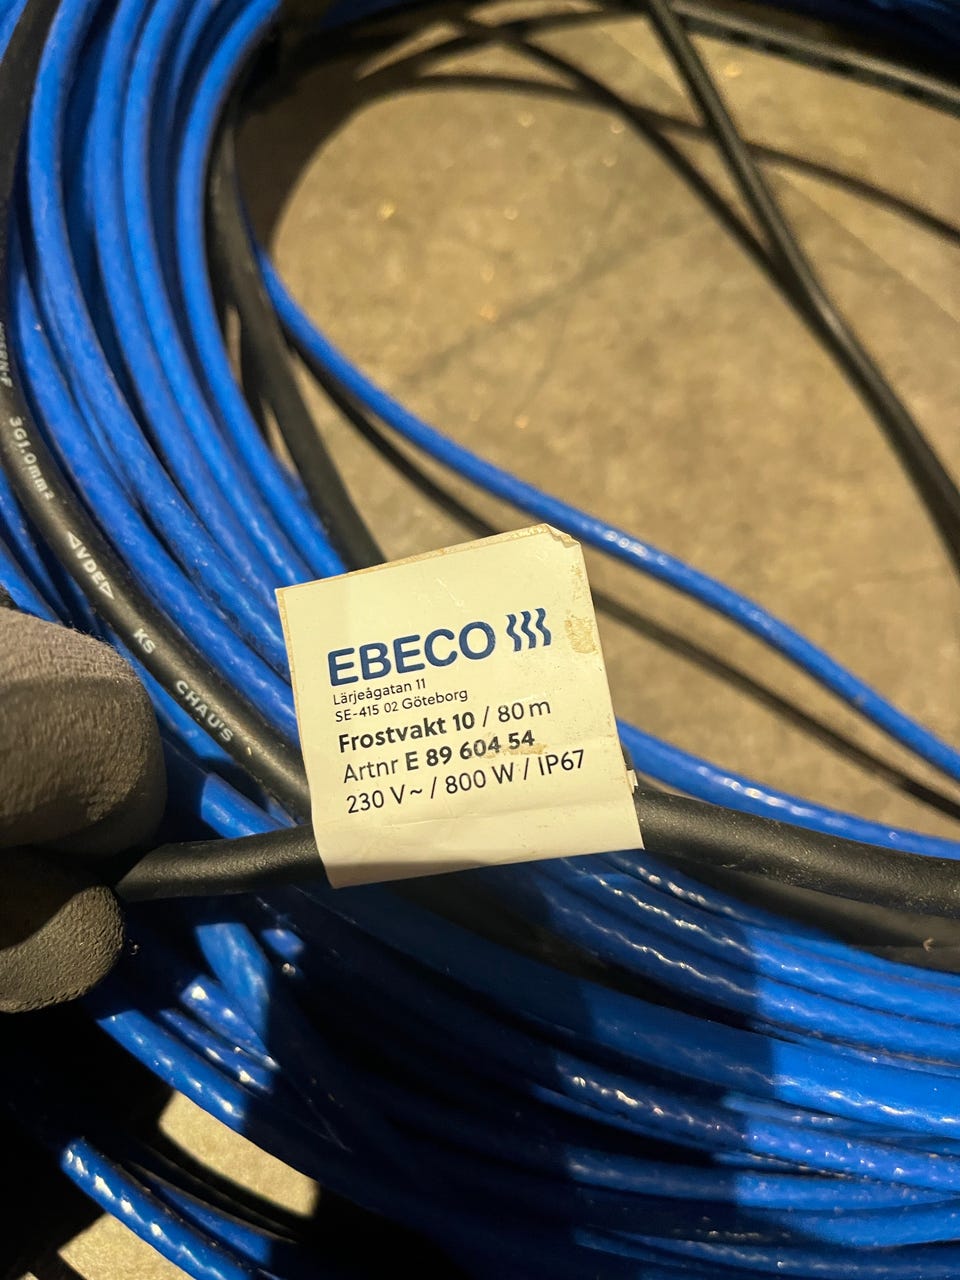 EBECO
Lärjeågatan 11
SE-415 02 Göteborg
Frostvakt 10 / 80 m
Artnr E 89 604 54
230 V~ / 800 W / IP67
3G1.0mm²
◁VDE▷
KS
CHAU'S